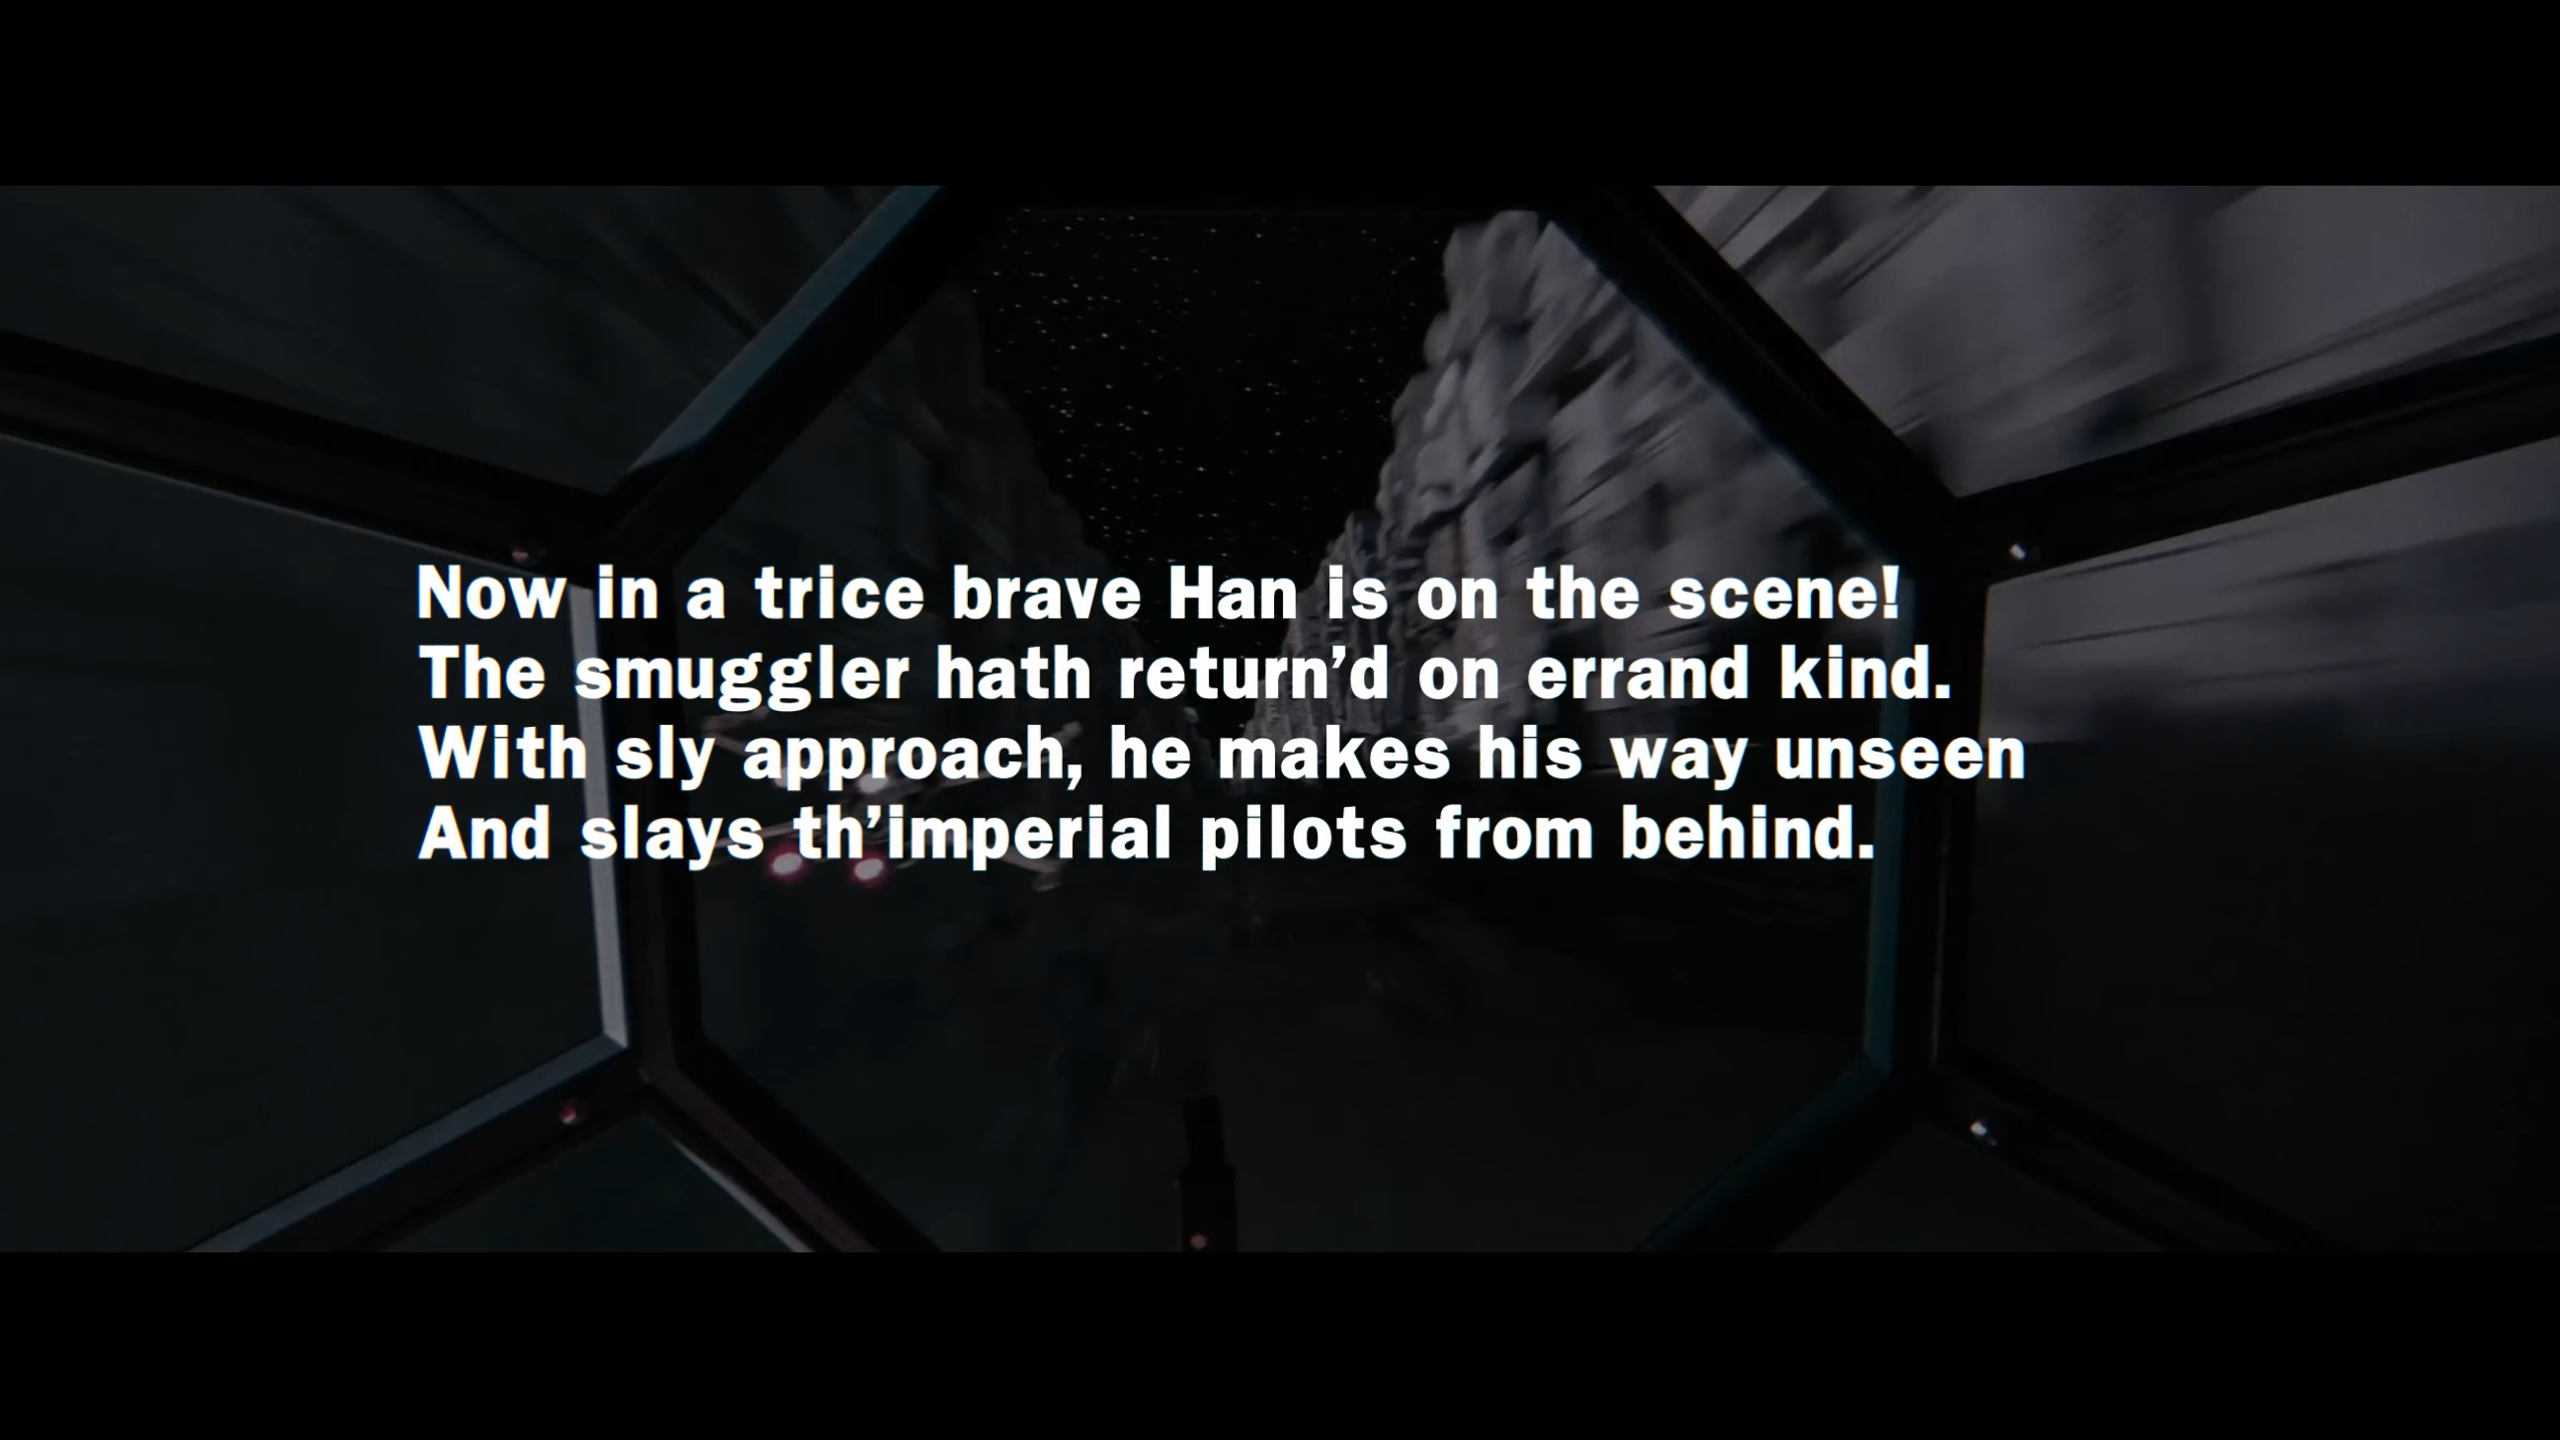 Now in a trice brave Han is on the scene!
The smuggler hath return’d on errand kind.
With sly approach, he makes his way unseen
And slays th’imperial pilots from behind.